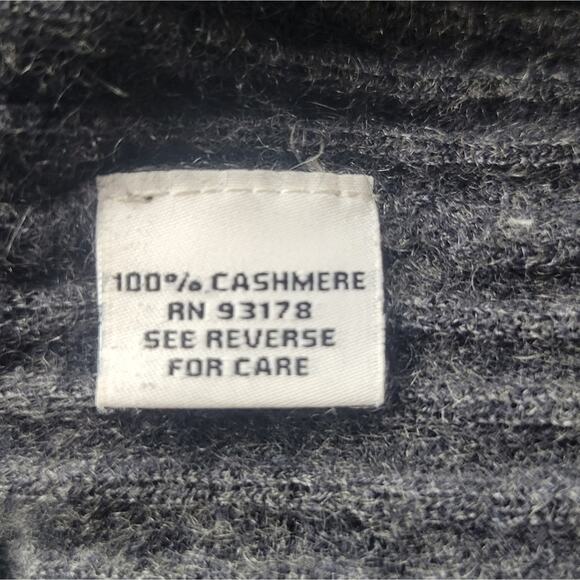 100% CASHMERE
RN 93178
SEE REVERSE
FOR CARE